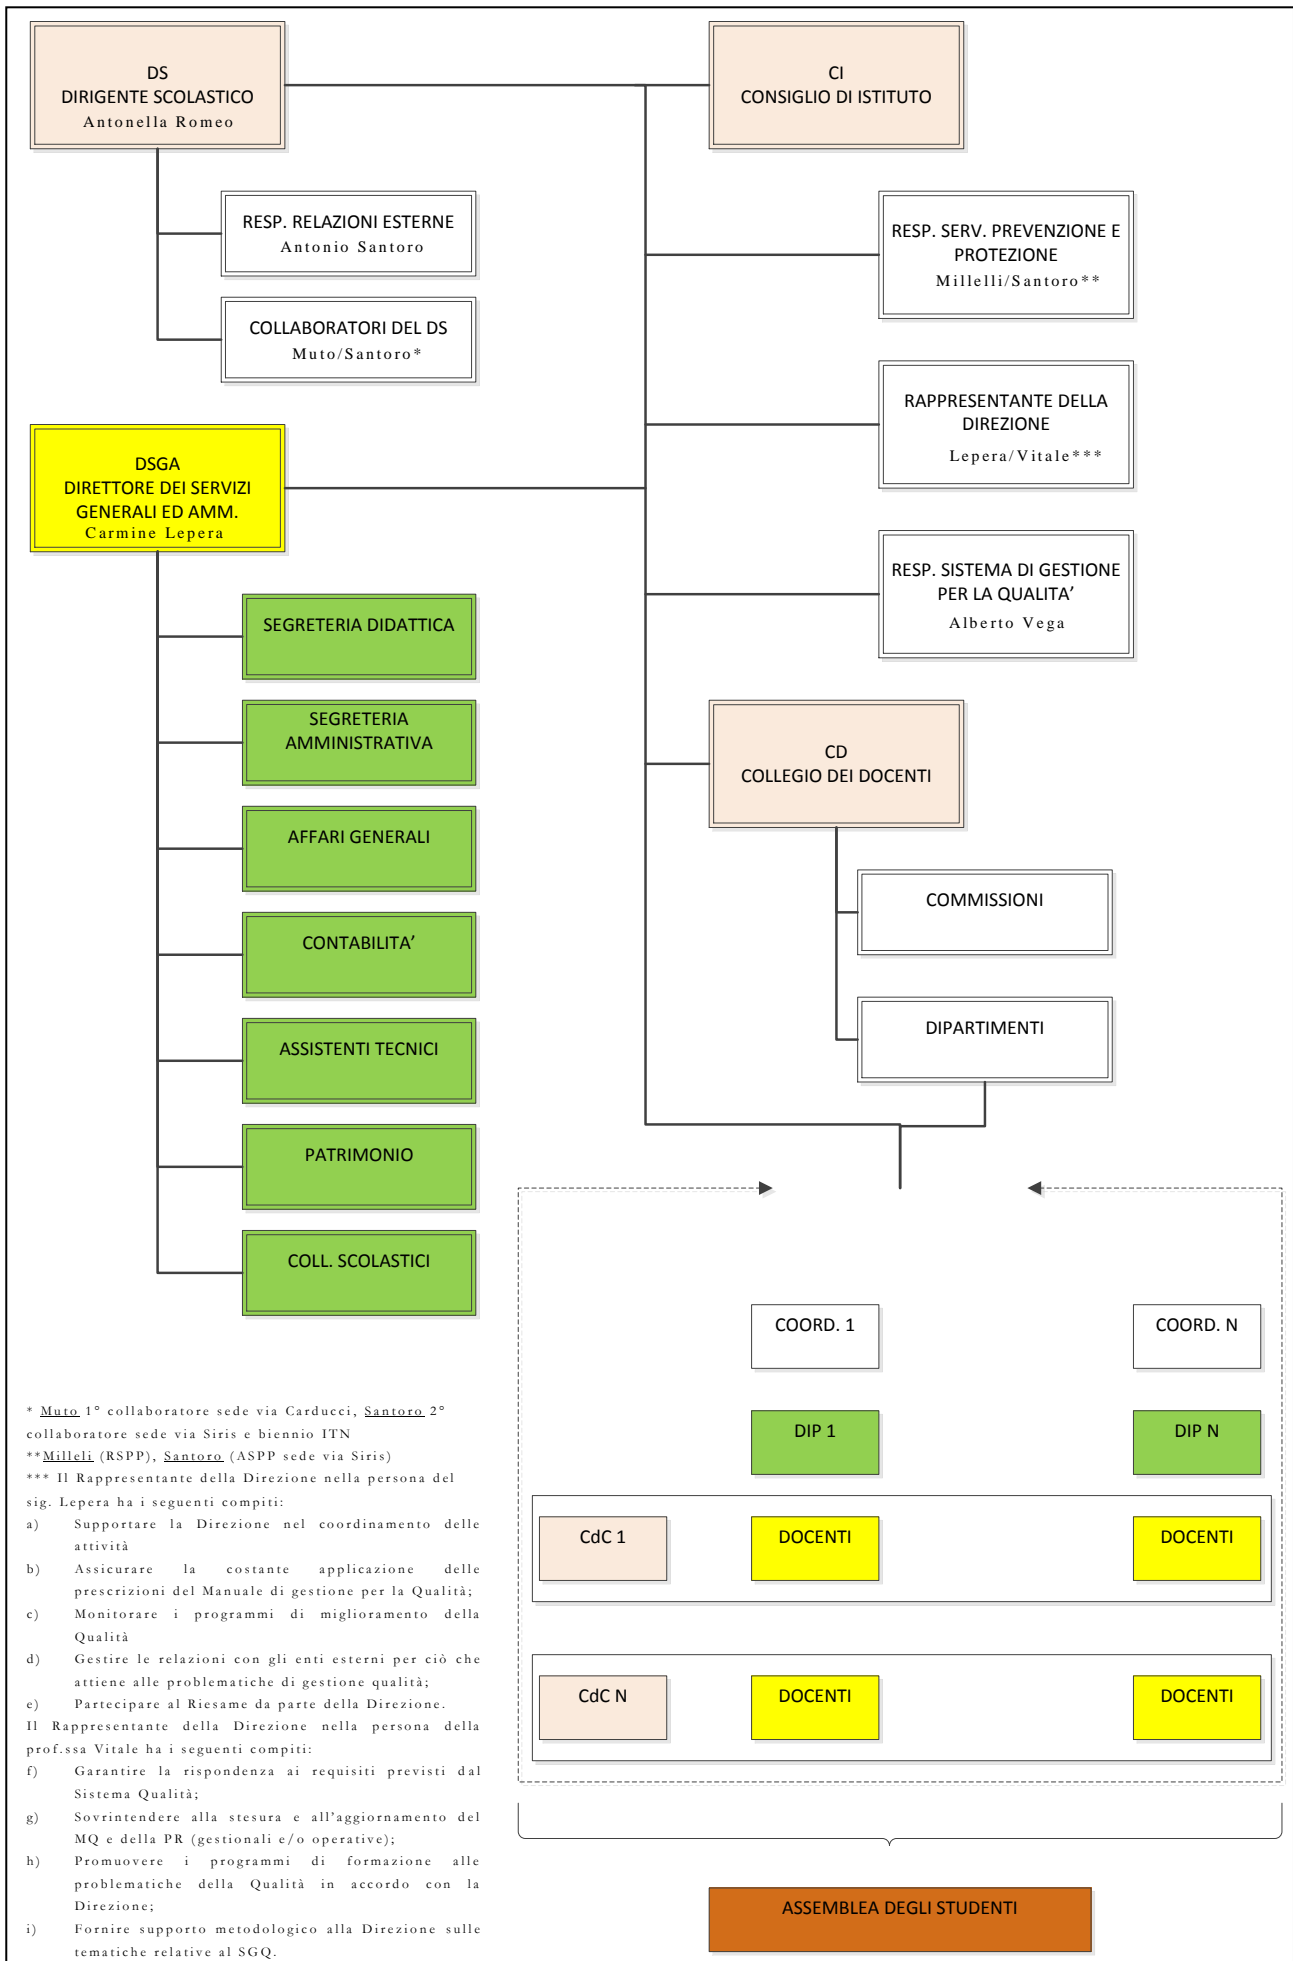 DS
DIRIGENTE SCOLASTICO
Antonella Romeo
CI
CONSIGLIO DI ISTITUTO
RESP. RELAZIONI ESTERNE
Antonio Santoro
RESP. SERV. PREVENZIONE E
PROTEZIONE
Millelli/Santoro**
COLLABORATORI DEL DS
Muto/Santoro*
RAPPRESENTANTE DELLA
DIREZIONE
Lepera/Vitale***
DSGA
DIRETTORE DEI SERVIZI
GENERALI ED AMM.
Carmine Lepera
RESP. SISTEMA DI GESTIONE
PER LA QUALITA’
Alberto Vega
SEGRETERIA DIDATTICA
SEGRETERIA
AMMINISTRATIVA
CD
COLLEGIO DEI DOCENTI
AFFARI GENERALI
COMMISSIONI
CONTABILITA’
DIPARTIMENTI
ASSISTENTI TECNICI
PATRIMONIO
COLL. SCOLASTICI
COORD. 1
COORD. N
DIP 1
DIP N
CdC 1
DOCENTI
DOCENTI
CdC N
DOCENTI
DOCENTI
ASSEMBLEA DEGLI STUDENTI
* Muto 1° collaboratore sede via Carducci, Santoro 2°
collaboratore sede via Siris e biennio ITN
**Milleli (RSPP), Santoro (ASPP sede via Siris)
*** Il Rappresentante della Direzione nella persona del
sig. Lepera ha i seguenti compiti:
a) Supportare la Direzione nel coordinamento delle
attività
b) Assicurare la costante applicazione delle
prescrizioni del Manuale di gestione per la Qualità;
c) Monitorare i programmi di miglioramento della
Qualità
d) Gestire le relazioni con gli enti esterni per ciò che
attiene alle problematiche di gestione qualità;
e) Partecipare al Riesame da parte della Direzione.
Il Rappresentante della Direzione nella persona della
prof.ssa Vitale ha i seguenti compiti:
f) Garantire la rispondenza ai requisiti previsti dal
Sistema Qualità;
g) Sovrintendere alla stesura e all'aggiornamento del
MQ e della PR (gestionali e/o operative);
h) Promuovere i programmi di formazione alle
problematiche della Qualità in accordo con la
Direzione;
i) Fornire supporto metodologico alla Direzione sulle
tematiche relative al SGQ.